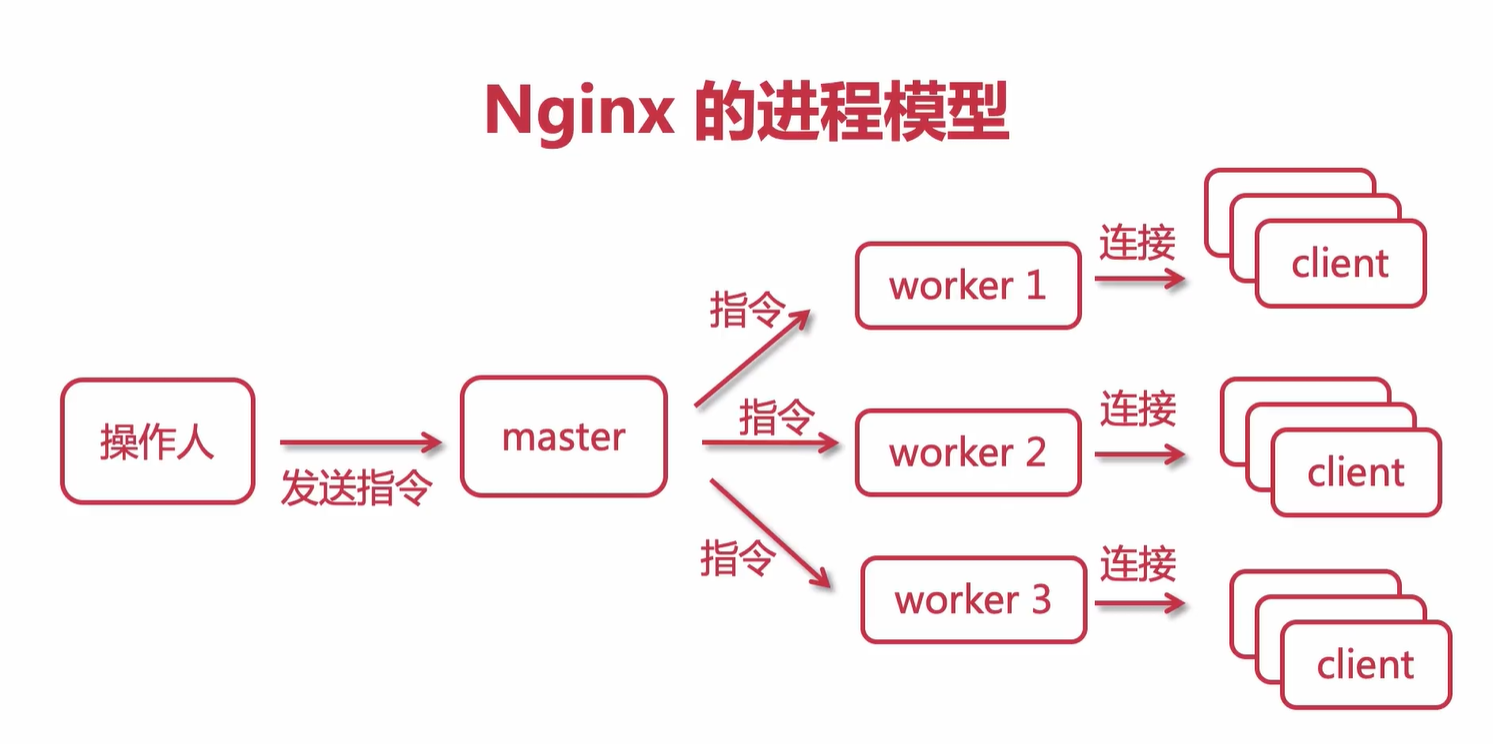 Nginx 的进程模型
操作人
发送指令
master
指令
指令
指令
worker 1
连接
client
worker 2
连接
client
worker 3
连接
client